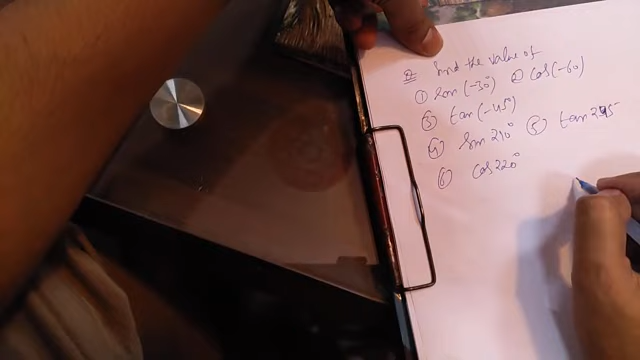 Q. find the value of
① Sin(-30°) ② Cos(-60)
③ tan(-45°)
④ Sin 210° ⑤ tan
⑥ Cos 220°